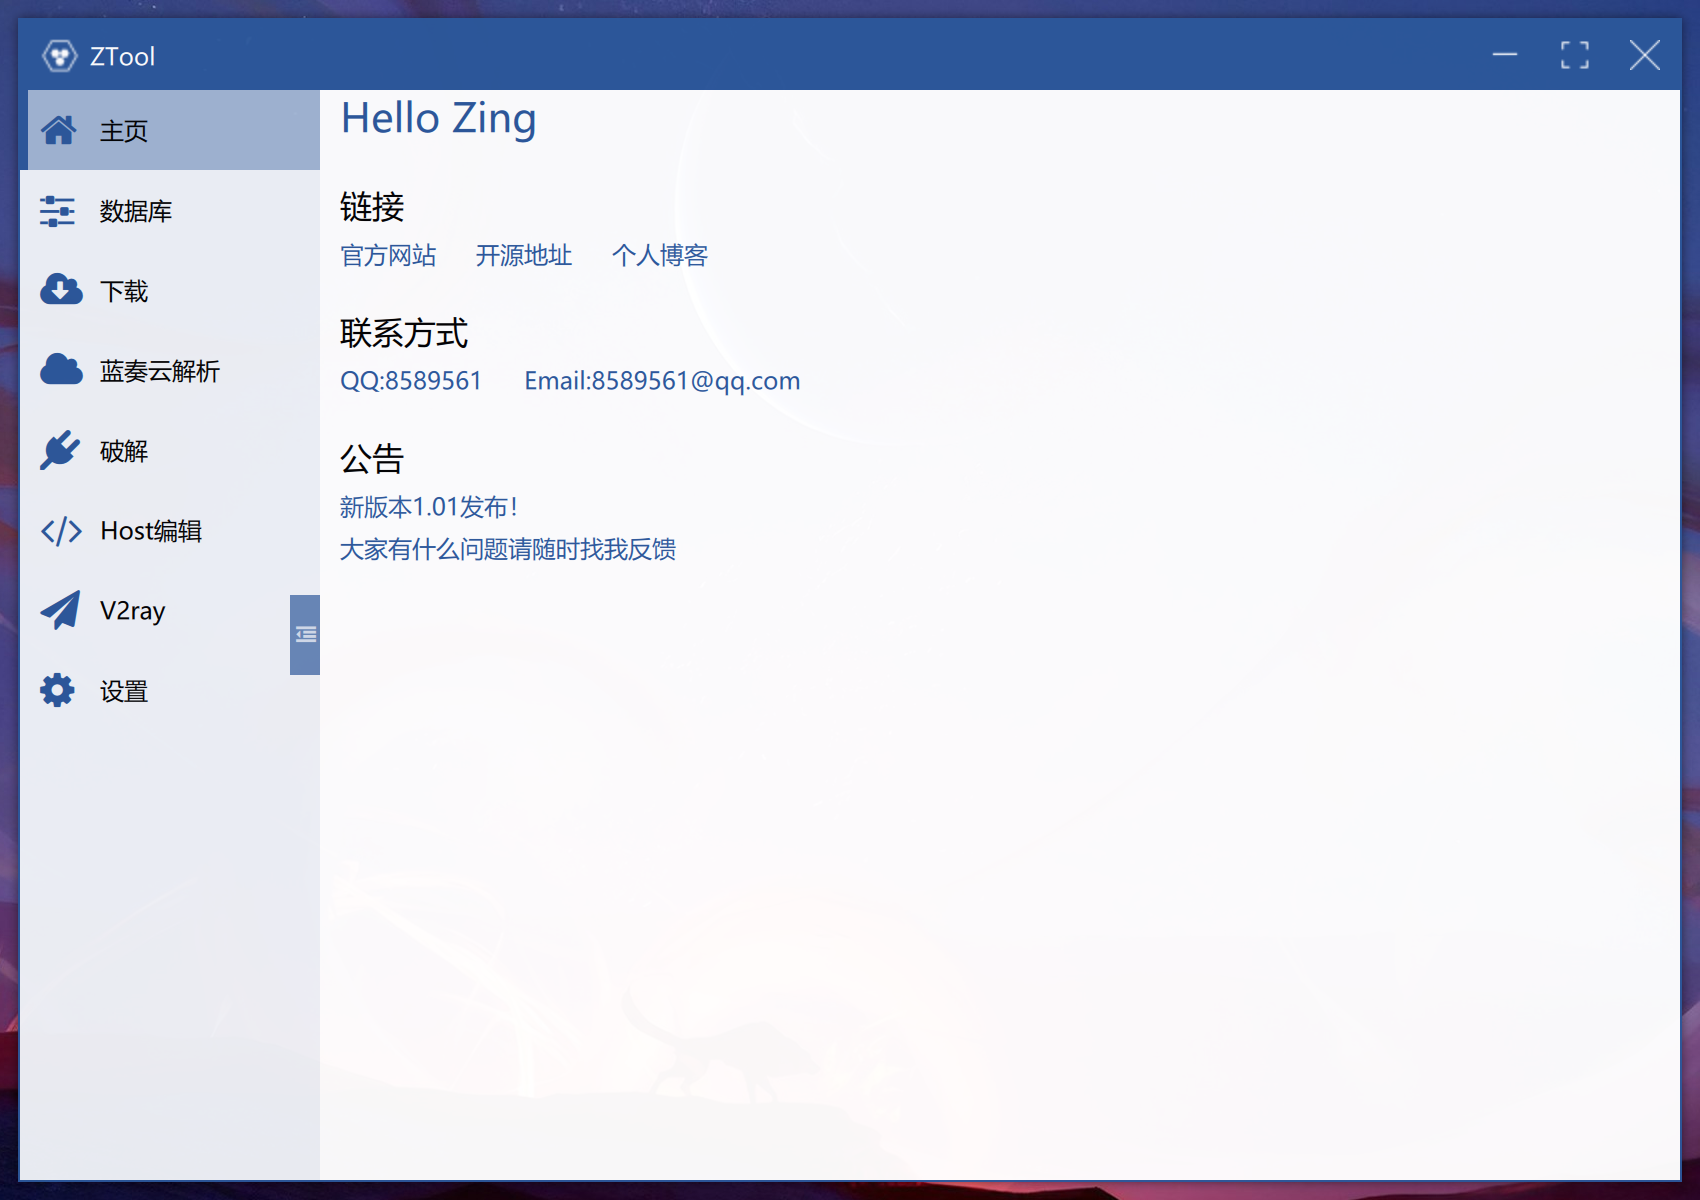 ZTool
主页
数据库
下载
蓝奏云解析
破解
Host编辑
V2ray
设置
Hello Zing
链接
官方网站 开源地址 个人博客
联系方式
QQ:8589561 Email:8589561@qq.com
公告
新版本1.01发布！
大家有什么问题请随时找我反馈